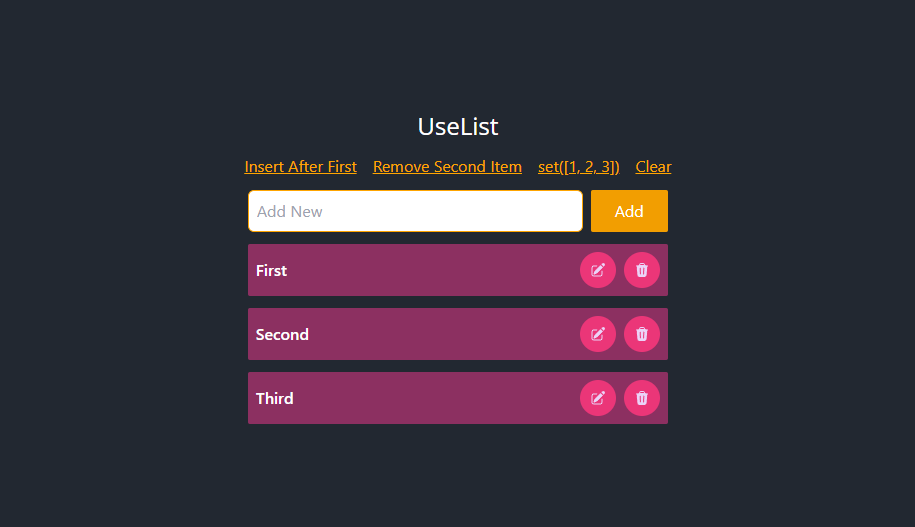 UseList
Insert After First Remove Second Item set([1, 2, 3]) Clear
Add New Add
First
Second
Third